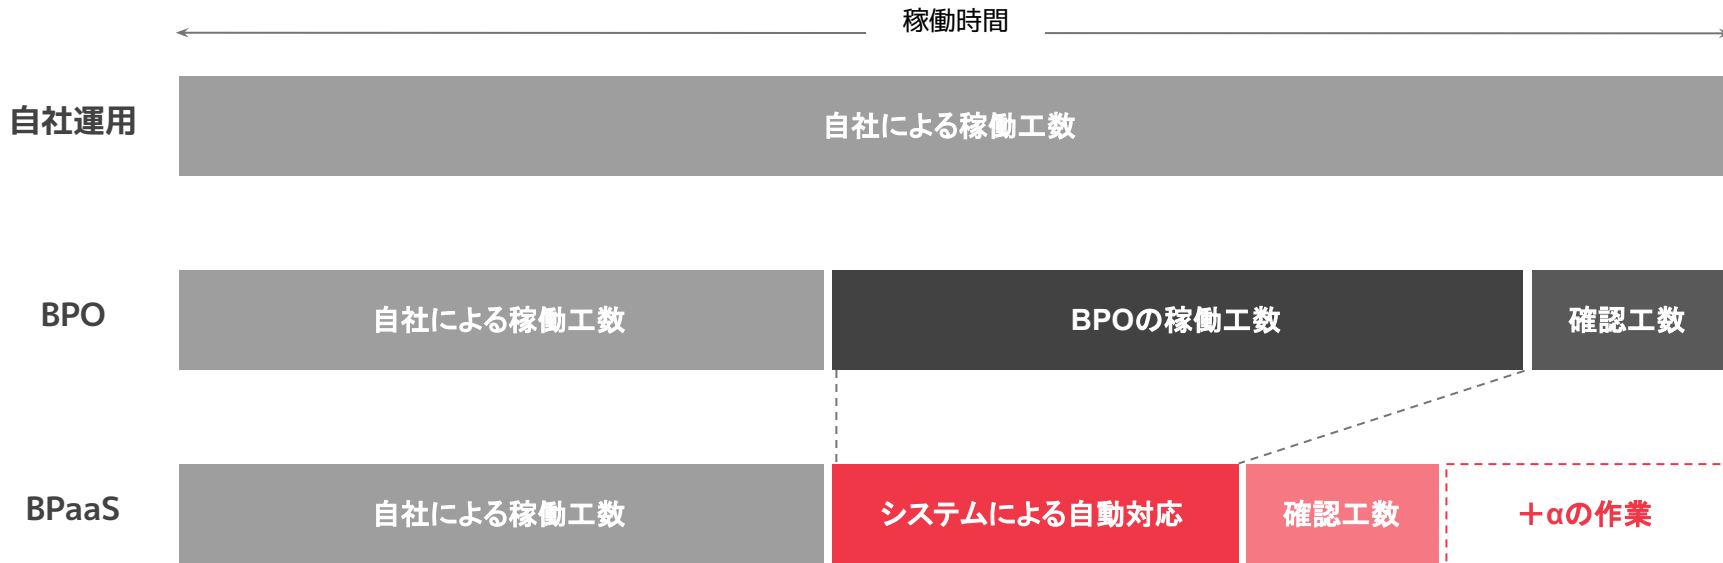 稼働時間
自社運用
自社による稼働工数
BPO
自社による稼働工数
BPOの稼働工数
確認工数
BPaaS
自社による稼働工数
システムによる自動対応
確認工数
＋αの作業